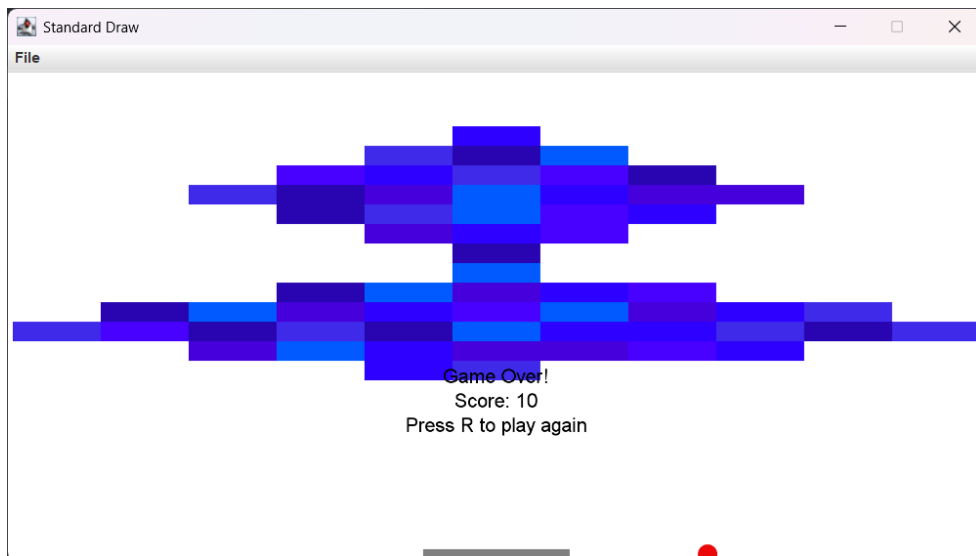 Standard Draw
File
Game Over!
Score: 10
Press R to play again